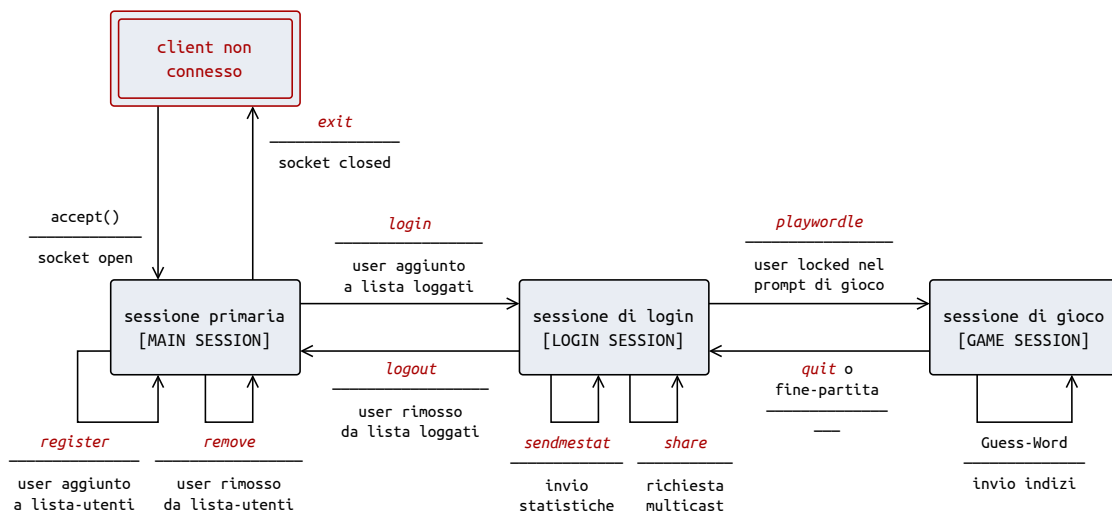 client non
connesso
exit
socket closed
accept()
socket open
login
user aggiunto
a lista loggati
playwordle
user locked nel
prompt di gioco
sessione primaria
[MAIN SESSION]
sessione di login
[LOGIN SESSION]
sessione di gioco
[GAME SESSION]
logout
user rimosso
da lista loggati
quit o
fine-partita
register
user aggiunto
a lista-utenti
remove
user rimosso
da lista-utenti
sendmestat
invio
statistiche
share
richiesta
multicast
Guess-Word
invio indizi